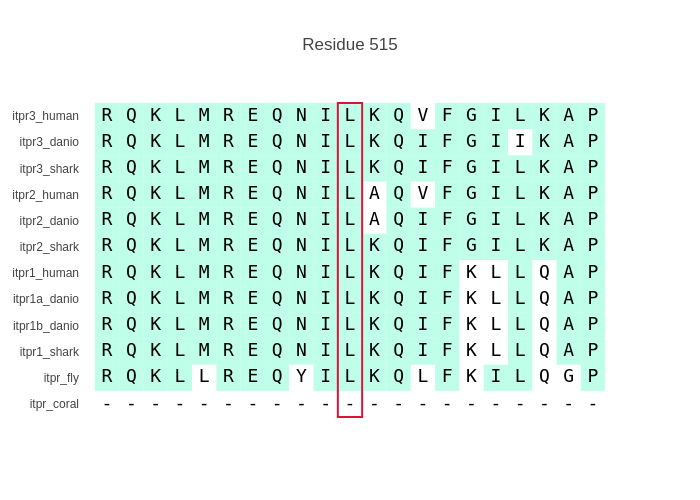 Residue 515
itpr3_human R Q K L M R E Q N I L K Q V F G I L K A P
itpr3_danio R Q K L M R E Q N I L K Q I F G I I K A P
itpr3_shark R Q K L M R E Q N I L K Q I F G I L K A P
itpr2_human R Q K L M R E Q N I L A Q V F G I L K A P
itpr2_danio R Q K L M R E Q N I L A Q I F G I L K A P
itpr2_shark R Q K L M R E Q N I L K Q I F G I L K A P
itpr1_human R Q K L M R E Q N I L K Q I F K L L Q A P
itpr1a_danio R Q K L M R E Q N I L K Q I F K L L Q A P
itpr1b_danio R Q K L M R E Q N I L K Q I F K L L Q A P
itpr1_shark R Q K L M R E Q N I L K Q I F K L L Q A P
itpr_fly R Q K L L R E Q Y I L K Q L F K I L Q G P
itpr_coral - - - - - - - - - - - - - - - - - - - - -